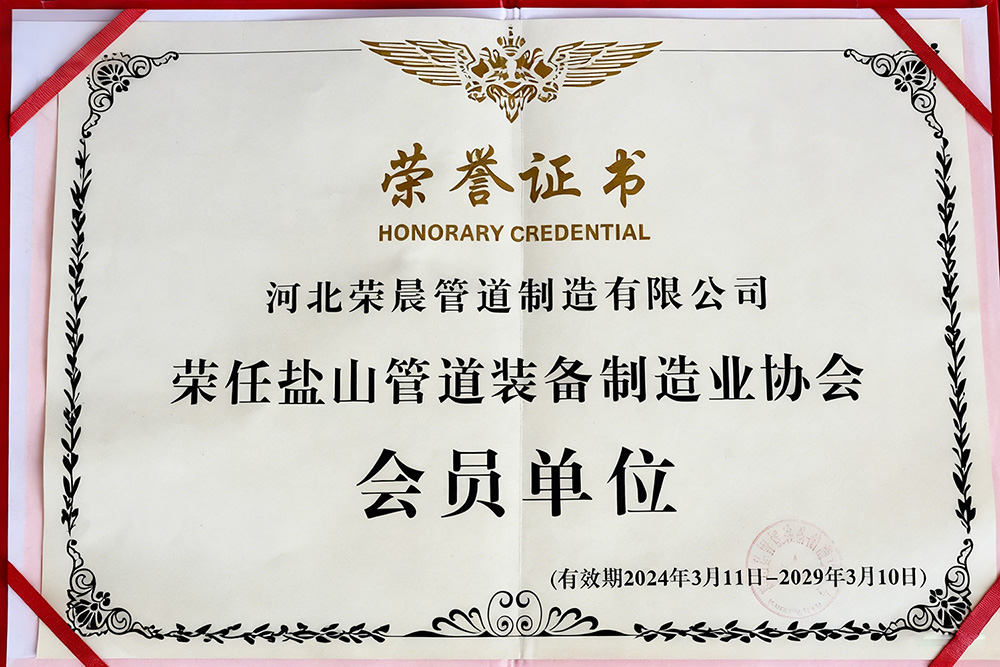 荣誉证书
HONORARY CREDENTIAL
河北荣晨管道制造有限公司
荣任盐山管道装备制造业协会
会员单位
(有效期2024年3月11日-2029年3月10日)